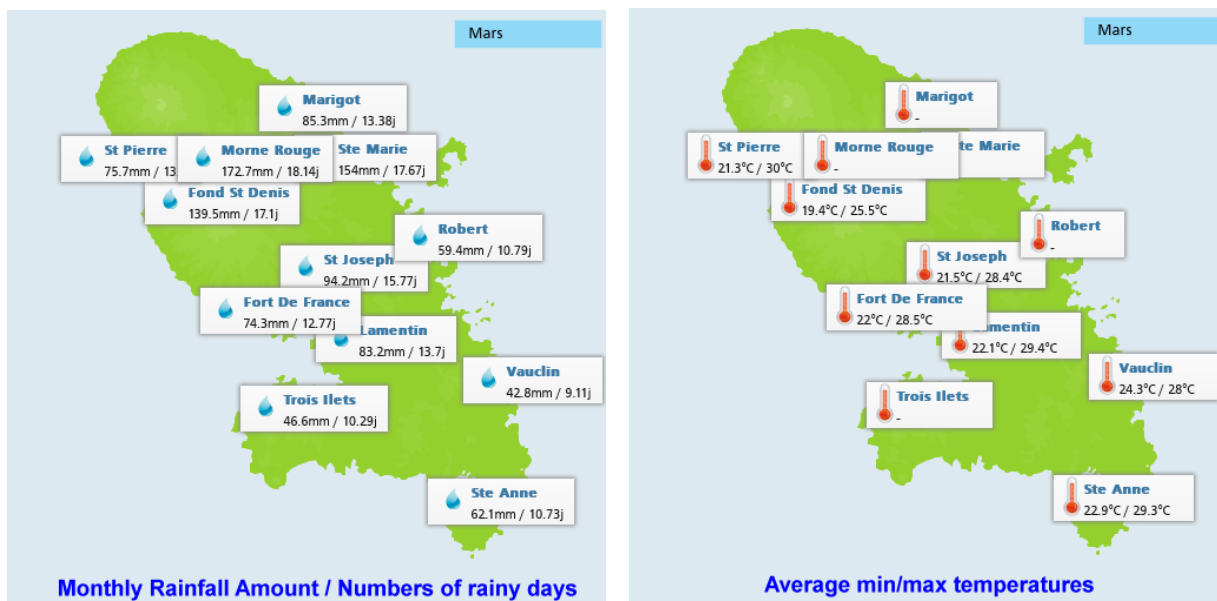 Mars
Marigot
85.3mm / 13.38j
St Pierre
75.7mm / 13
Morne Rouge
172.7mm / 18.14j
Ste Marie
154mm / 17.67j
Fond St Denis
139.5mm / 17.1j
Robert
59.4mm / 10.79j
St Joseph
94.2mm / 15.77j
Fort De France
74.3mm / 12.77j
Lamentin
83.2mm / 13.7j
Vauclin
42.8mm / 9.11j
Trois Ilets
46.6mm / 10.29j
Ste Anne
62.1mm / 10.73j
Monthly Rainfall Amount / Numbers of rainy days
Mars
Marigot
-
St Pierre
21.3°C / 30°C
Morne Rouge
-
te Marie
Fond St Denis
19.4°C / 25.5°C
Robert
-
St Joseph
21.5°C / 28.4°C
Fort De France
22°C / 28.5°C
Lamentin
22.1°C / 29.4°C
Vauclin
24.3°C / 28°C
Trois Ilets
-
Ste Anne
22.9°C / 29.3°C
Average min/max temperatures